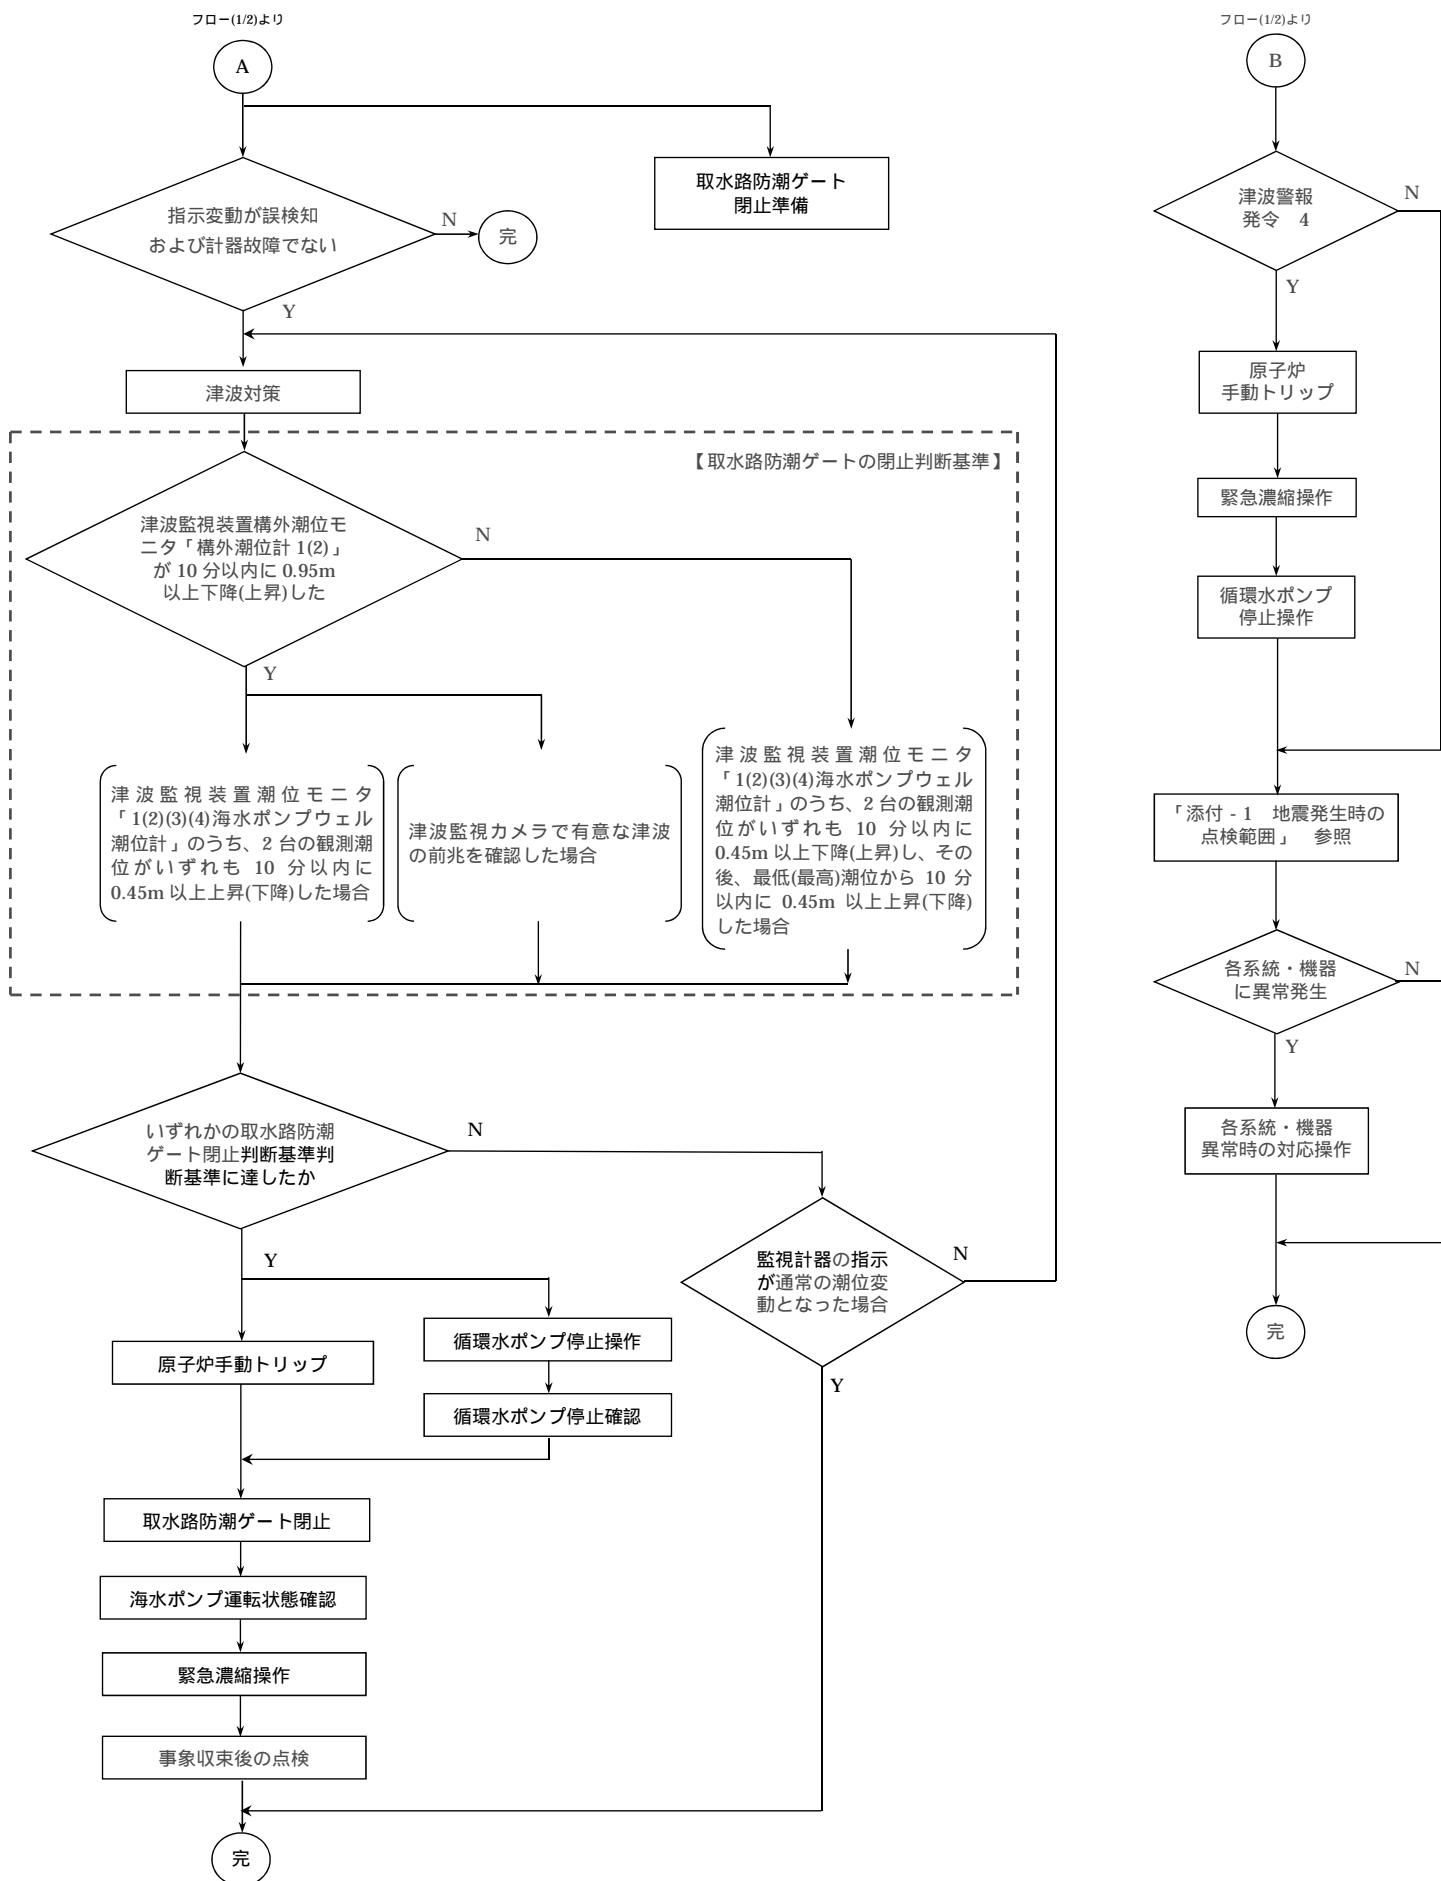 フロー(1/2)より
A
指示変動が誤検知
および計器故障でない
N
完
Y
取水路防潮ゲート
閉止準備
津波対策
【取水路防潮ゲートの閉止判断基準】
津波監視装置構外潮位モ
ニタ「構外潮位計 1(2)」
が 10 分以内に 0.95m
以上下降(上昇)した
N
Y
津波監視装置潮位モニタ
「1(2)(3)(4)海水ポンプウェル
潮位計」のうち、2 台の観測潮
位がいずれも 10 分以内に
0.45m 以上上昇(下降)した場合
津波監視カメラで有意な津波
の前兆を確認した場合
津波監視装置潮位モニタ
「1(2)(3)(4)海水ポンプウェル
潮位計」のうち、2 台の観測潮
位がいずれも 10 分以内に
0.45m 以上下降(上昇)し、その
後、最低(最高)潮位から 10 分
以内に 0.45m 以上上昇(下降)
した場合
いずれかの取水路防潮
ゲート閉止判断基準判
断基準に達したか
N
Y
監視計器の指示
が通常の潮位変
動となった場合
N
Y
原子炉手動トリップ
循環水ポンプ停止操作
循環水ポンプ停止確認
取水路防潮ゲート閉止
海水ポンプ運転状態確認
緊急濃縮操作
事象収束後の点検
完
フロー(1/2)より
B
津波警報
発令　4
N
Y
原子炉
手動トリップ
緊急濃縮操作
循環水ポンプ
停止操作
「添付 - 1　地震発生時の
点検範囲」　参照
各系統・機器
に異常発生
N
Y
各系統・機器
異常時の対応操作
完